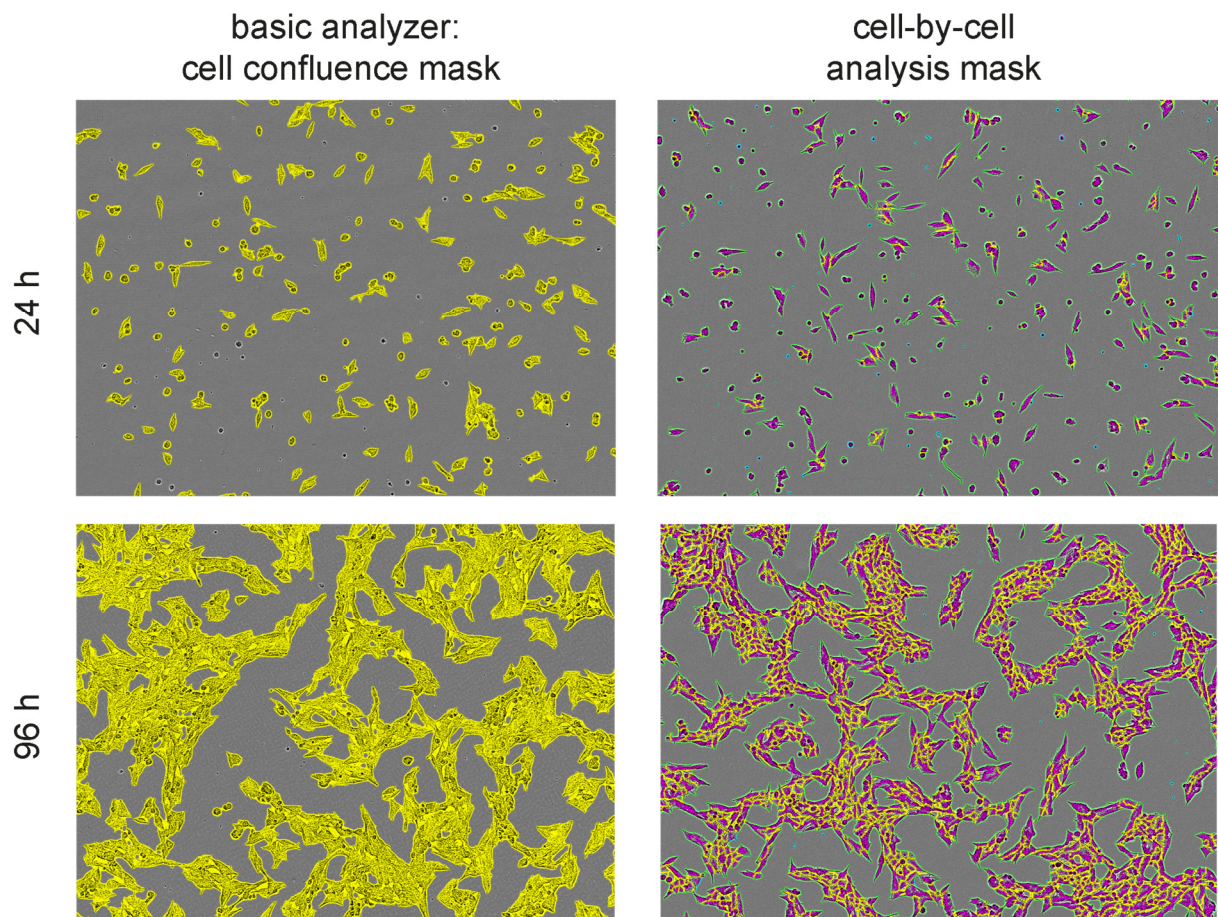 basic analyzer:
cell confluence mask
cell-by-cell
analysis mask
24 h
96 h